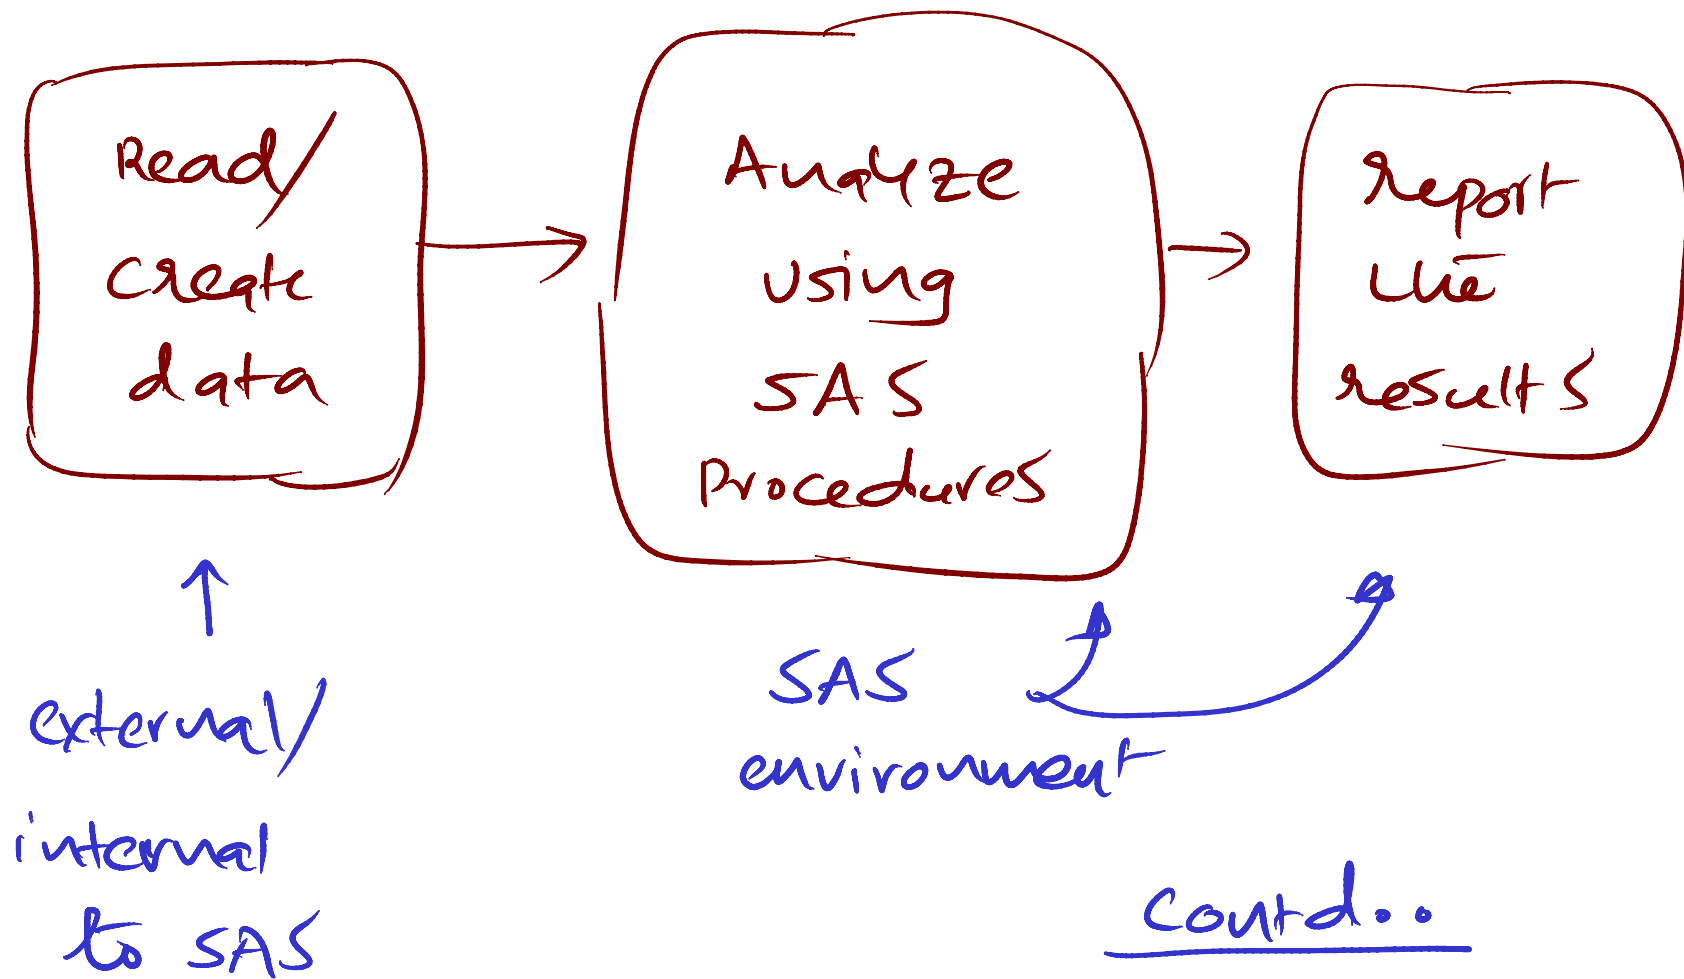 Read/
create
data
Analyze
using
SAS
Procedures
report
the
results
external/
internal
to SAS
SAS
environment
contd..